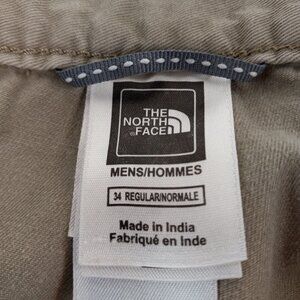 THE
NORTH
FACE
MENS/HOMMES
34 REGULAR/NORMALE
Made in India
Fabriqué en Inde